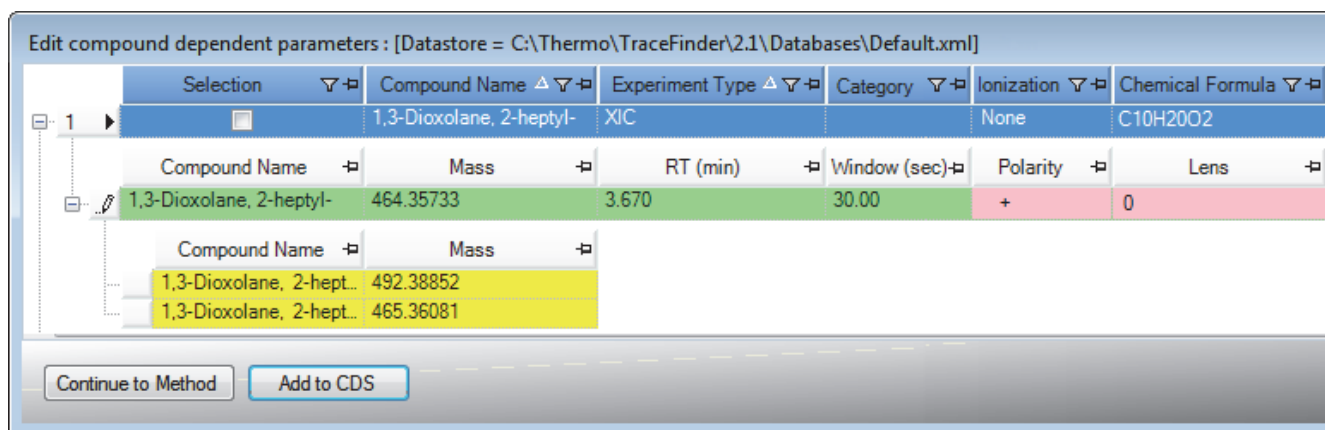 Edit compound dependent parameters : [Datastore = C:\Thermo\TraceFinder\2.1\Databases\Default.xml]
Selection Compound Name Experiment Type Category Ionization Chemical Formula
1 1,3-Dioxolane, 2-heptyl- XIC None C10H20O2
Compound Name Mass RT (min) Window (sec) Polarity Lens
1,3-Dioxolane, 2-heptyl- 464.35733 3.670 30.00 + 0
Compound Name Mass
1,3-Dioxolane, 2-hept... 492.38852
1,3-Dioxolane, 2-hept... 465.36081
Continue to Method Add to CDS